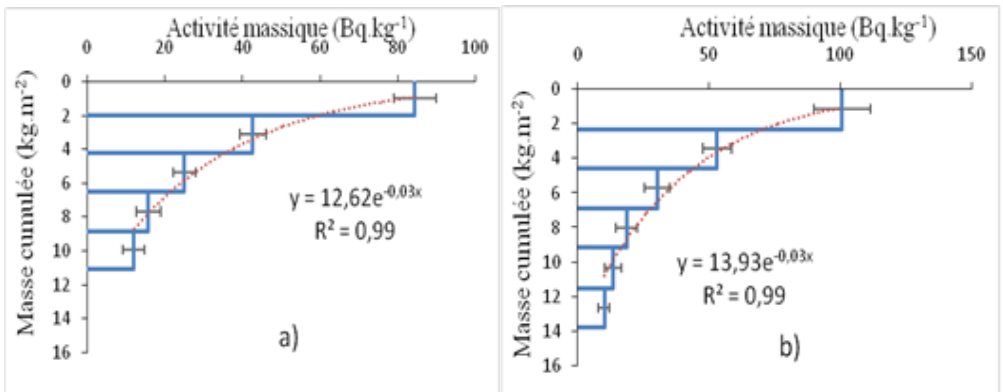 Activité massique (Bq.kg⁻¹)
0 20 40 60 80 100
Masse cumulée (kg.m⁻²)
0
2
4
6
8
10
12
14
16
y = 12,62e⁻⁰,⁰³ˣ
R² = 0,99
a)
Activité massique (Bq.kg⁻¹)
0 50 100 150
Masse cumulée (kg.m⁻²)
0
2
4
6
8
10
12
14
16
y = 13,93e⁻⁰,⁰³ˣ
R² = 0,99
b)